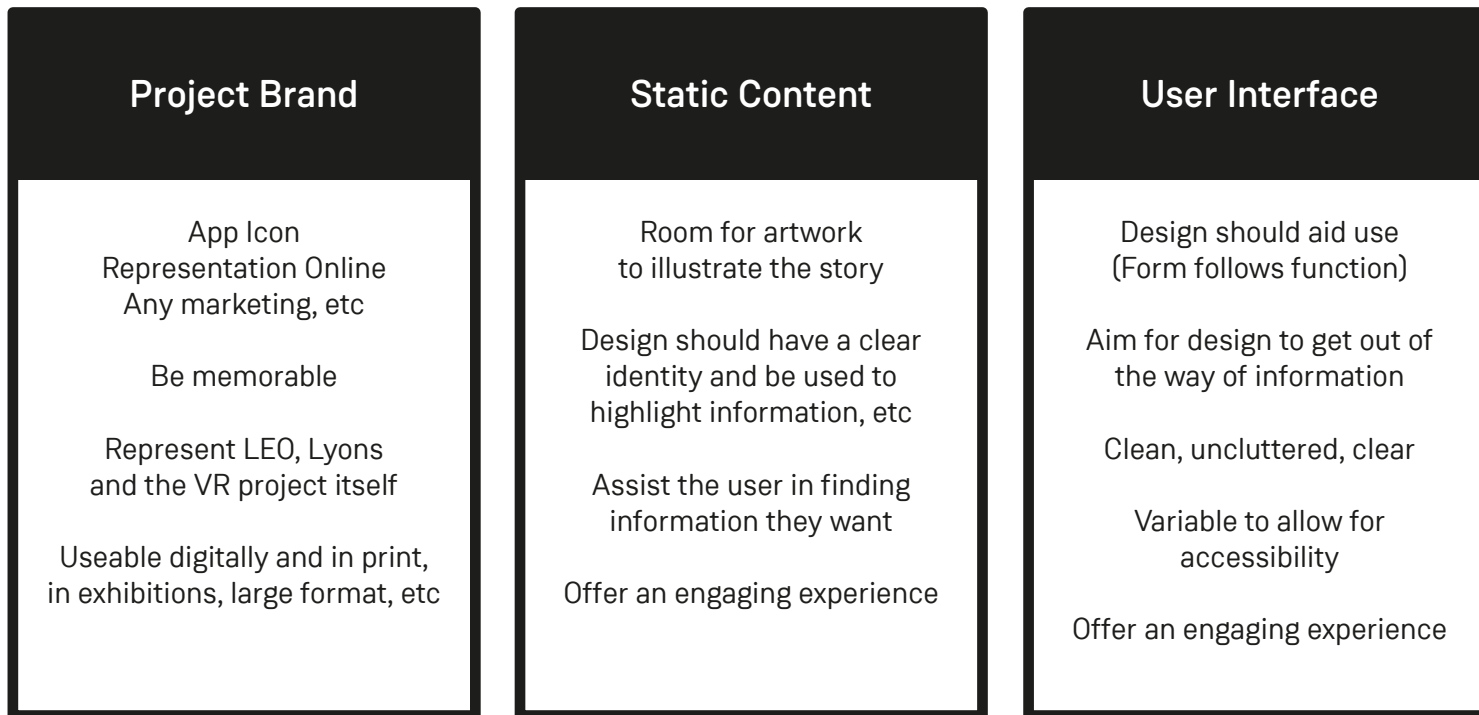 Project Brand
App Icon
Representation Online
Any marketing, etc
Be memorable
Represent LEO, Lyons
and the VR project itself
Useable digitally and in print,
in exhibitions, large format, etc
Static Content
Room for artwork
to illustrate the story
Design should have a clear
identity and be used to
highlight information, etc
Assist the user in finding
information they want
Offer an engaging experience
User Interface
Design should aid use
(Form follows function)
Aim for design to get out of
the way of information
Clean, uncluttered, clear
Variable to allow for
accessibility
Offer an engaging experience